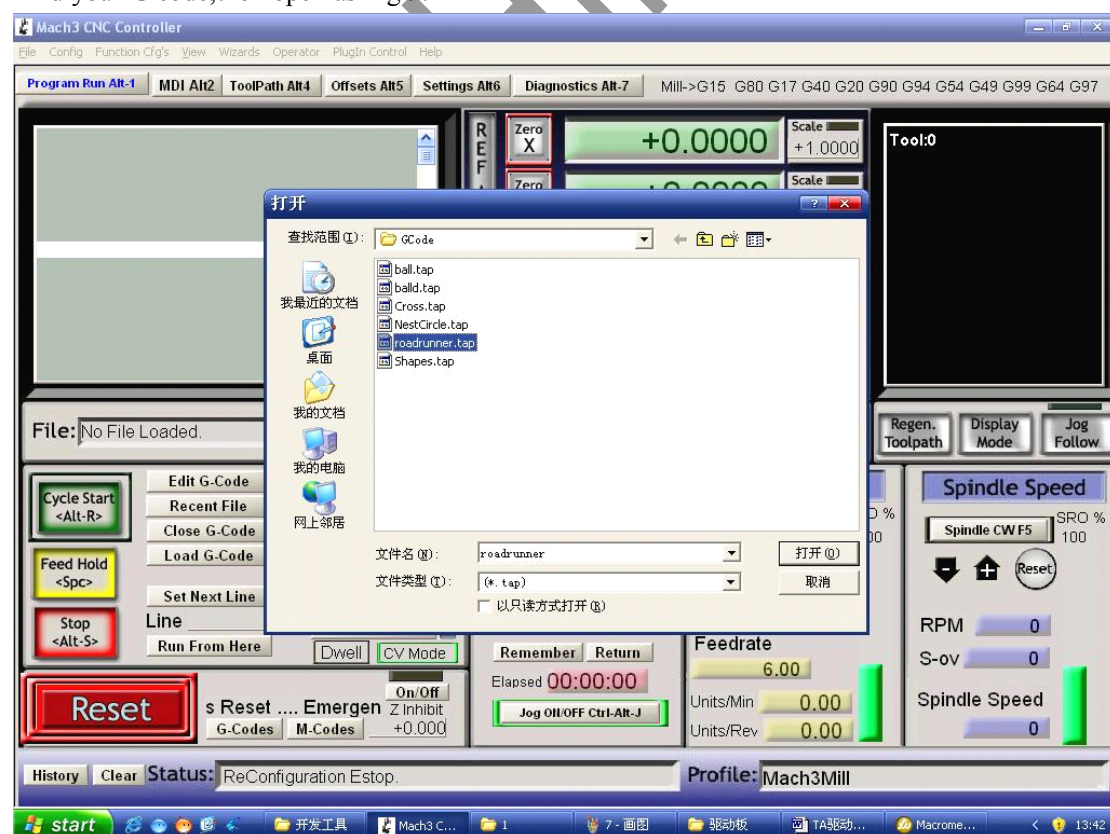 Mach3 CNC Controller
File Config Function Cfg's View Wizards Operator PlugIn Control Help
Program Run Alt-1 MDI Alt2 ToolPath Alt4 Offsets Alt5 Settings Alt6 Diagnostics Alt-7 Mill->G15 G80 G17 G40 G20 G90 G94 G54 G49 G99 G64 G97
REF
Zero X
+0.0000
Scale
+1.0000
Tool:0
Zero
Scale
打开
查找范围(I): GCode
我最近的文档
桌面
我的文档
我的电脑
网上邻居
ball.tap
balld.tap
Cross.tap
NestCircle.tap
roadrunner.tap
Shapes.tap
文件名(N): roadrunner 打开(O)
文件类型(T): (*.tap) 取消
以只读方式打开(R)
File: No File Loaded.
Regen. Toolpath
Display Mode
Jog Follow
Cycle Start
<Alt-R>
Feed Hold
<Spc>
Stop
<Alt-S>
Edit G-Code
Recent File
Close G-Code
Load G-Code
Set Next Line
Line
Run From Here
Dwell CV Mode
Reset
s Reset .... Emergen
G-Codes M-Codes
On/Off
Z Inhibit
+0.000
Remember Return
Elapsed 00:00:00
Jog ON/OFF Ctrl-Alt-J
Feedrate
6.00
Units/Min 0.00
Units/Rev 0.00
Spindle Speed
Spindle CW F5
SRO %
100
Reset
RPM 0
S-ov 0
Spindle Speed
0
History Clear Status: ReConfiguration Estop.
Profile: Mach3Mill
start 开发工具 Mach3 C... 1 7 - 画图 驱动板 TA驱动... Macrome... 13:42